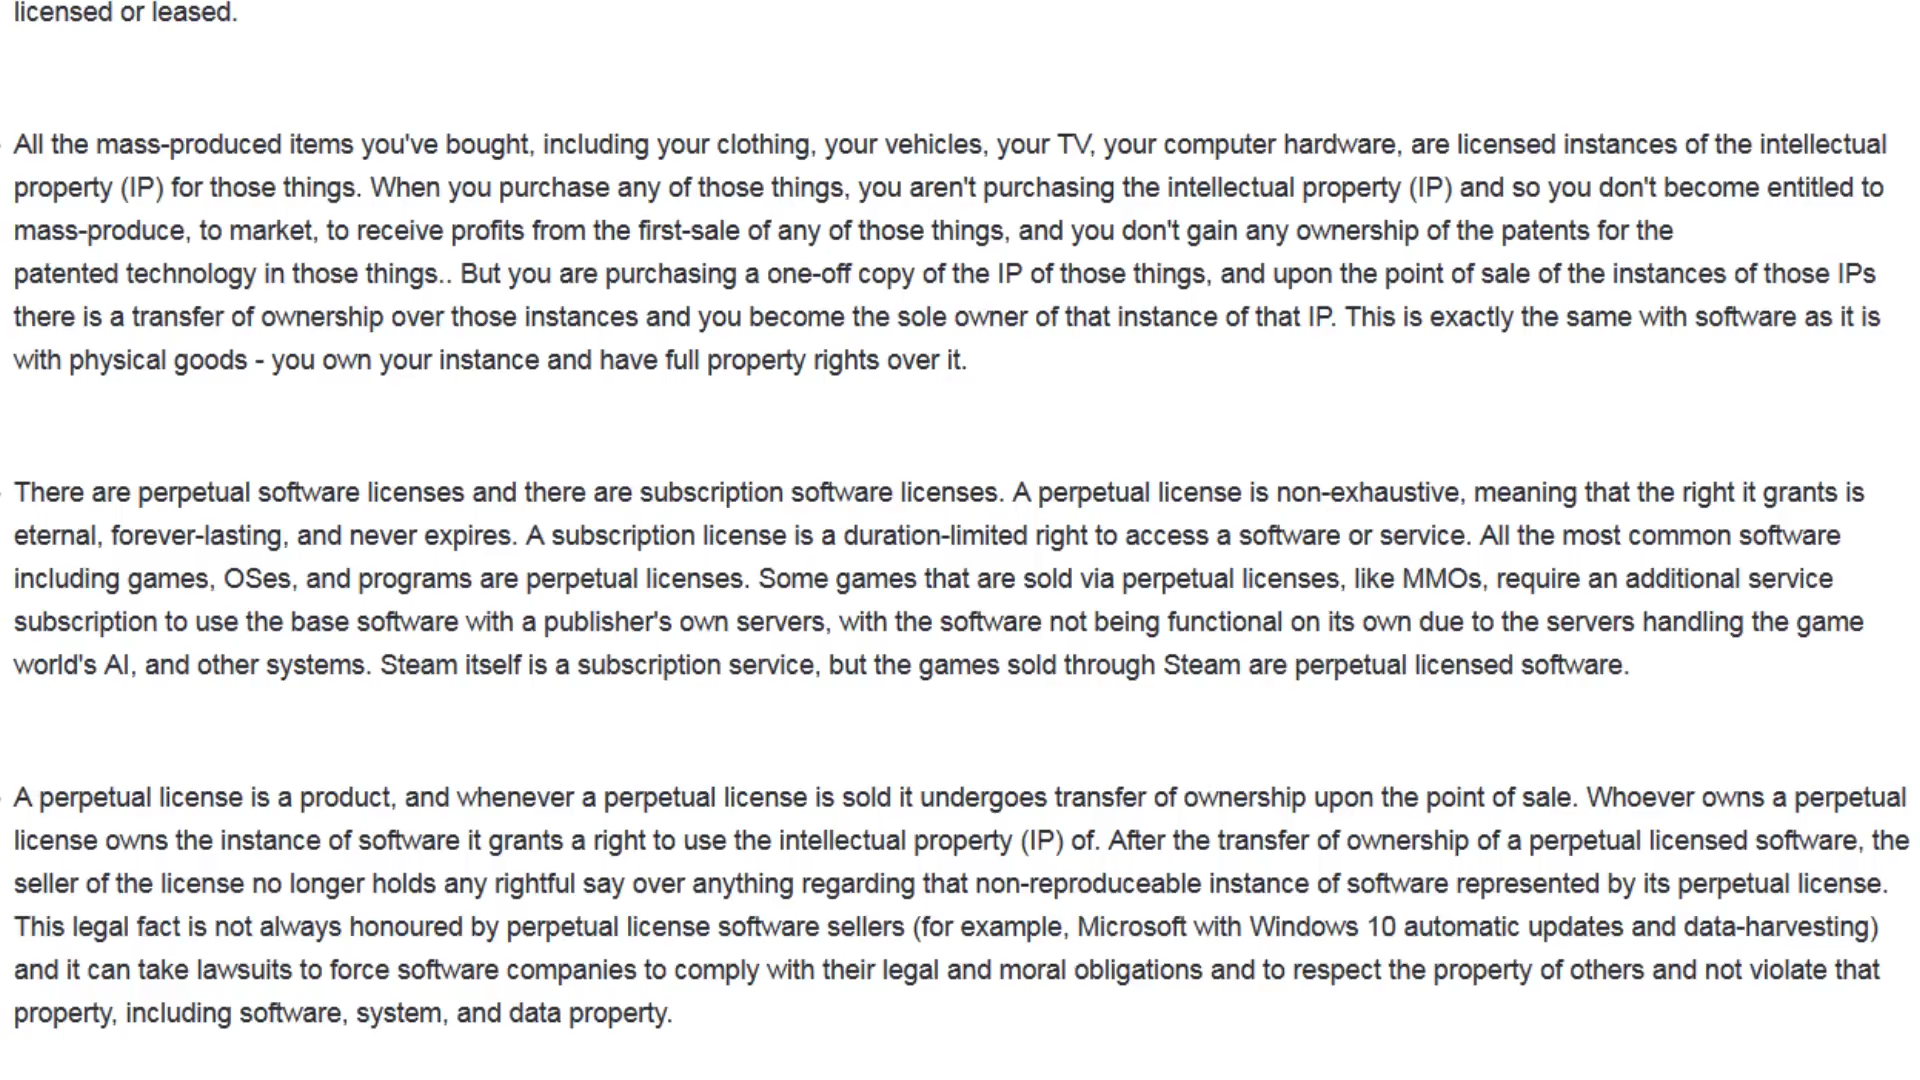 licensed or leased.
All the mass-produced items you've bought, including your clothing, your vehicles, your TV, your computer hardware, are licensed instances of the intellectual
property (IP) for those things. When you purchase any of those things, you aren't purchasing the intellectual property (IP) and so you don't become entitled to
mass-produce, to market, to receive profits from the first-sale of any of those things, and you don't gain any ownership of the patents for the
patented technology in those things.. But you are purchasing a one-off copy of the IP of those things, and upon the point of sale of the instances of those IPs
there is a transfer of ownership over those instances and you become the sole owner of that instance of that IP. This is exactly the same with software as it is
with physical goods - you own your instance and have full property rights over it.
There are perpetual software licenses and there are subscription software licenses. A perpetual license is non-exhaustive, meaning that the right it grants is
eternal, forever-lasting, and never expires. A subscription license is a duration-limited right to access a software or service. All the most common software
including games, OSes, and programs are perpetual licenses. Some games that are sold via perpetual licenses, like MMOs, require an additional service
subscription to use the base software with a publisher's own servers, with the software not being functional on its own due to the servers handling the game
world's AI, and other systems. Steam itself is a subscription service, but the games sold through Steam are perpetual licensed software.
A perpetual license is a product, and whenever a perpetual license is sold it undergoes transfer of ownership upon the point of sale. Whoever owns a perpetual
license owns the instance of software it grants a right to use the intellectual property (IP) of. After the transfer of ownership of a perpetual licensed software, the
seller of the license no longer holds any rightful say over anything regarding that non-reproduceable instance of software represented by its perpetual license.
This legal fact is not always honoured by perpetual license software sellers (for example, Microsoft with Windows 10 automatic updates and data-harvesting)
and it can take lawsuits to force software companies to comply with their legal and moral obligations and to respect the property of others and not violate that
property, including software, system, and data property.